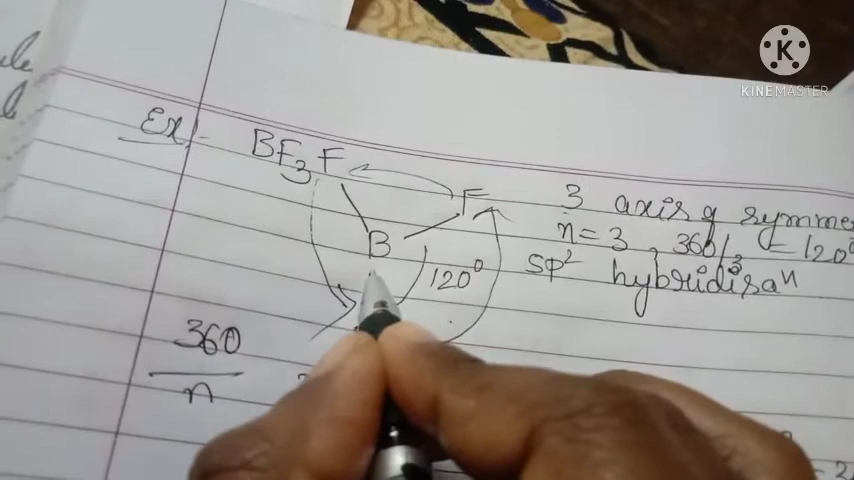 K
KINEMASTER
Ex:-
BF3
F
F
3 axis of symme
n=3, 360/3 = 120°
B
SP² hybridisaⁿ
120°
360
n